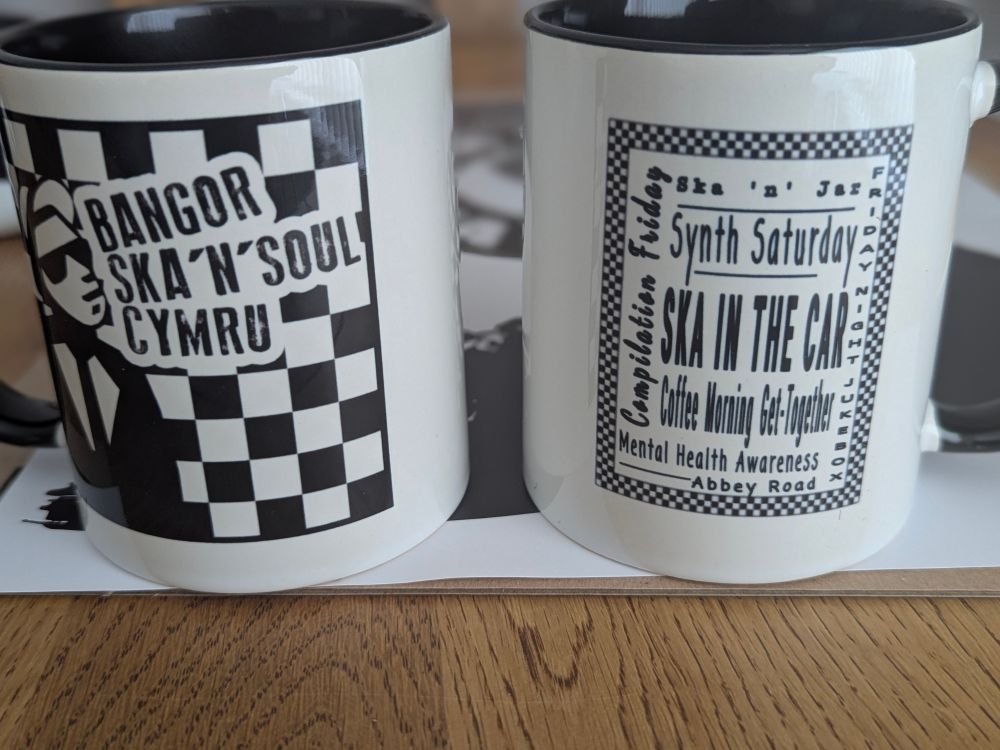 BANGOR
SKA'N'SOUL
CYMRU
Compilation Friday
Ska 'n' Jar
Synth Saturday
SKA IN THE CAR
Coffee Morning Get-Together
Mental Health Awareness
Abbey Road
FRIDAY NIGHT JUKEBOX